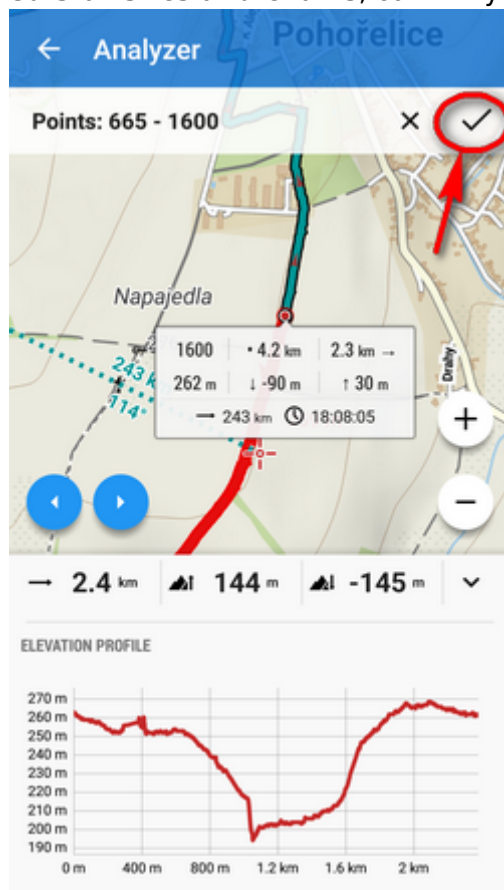 Pohořelice
← Analyzer
Points: 665 - 1600
Napajedla
1600 • 4.2 km 2.3 km →
262 m ↓ -90 m ↑ 30 m
→ 243 km 18:08:05
243 k
114°
Drahy
+
−
→ 2.4 km 144 m -145 m
ELEVATION PROFILE
270 m
260 m
250 m
240 m
230 m
220 m
210 m
200 m
190 m
0 m 400 m 800 m 1.2 km 1.6 km 2 km